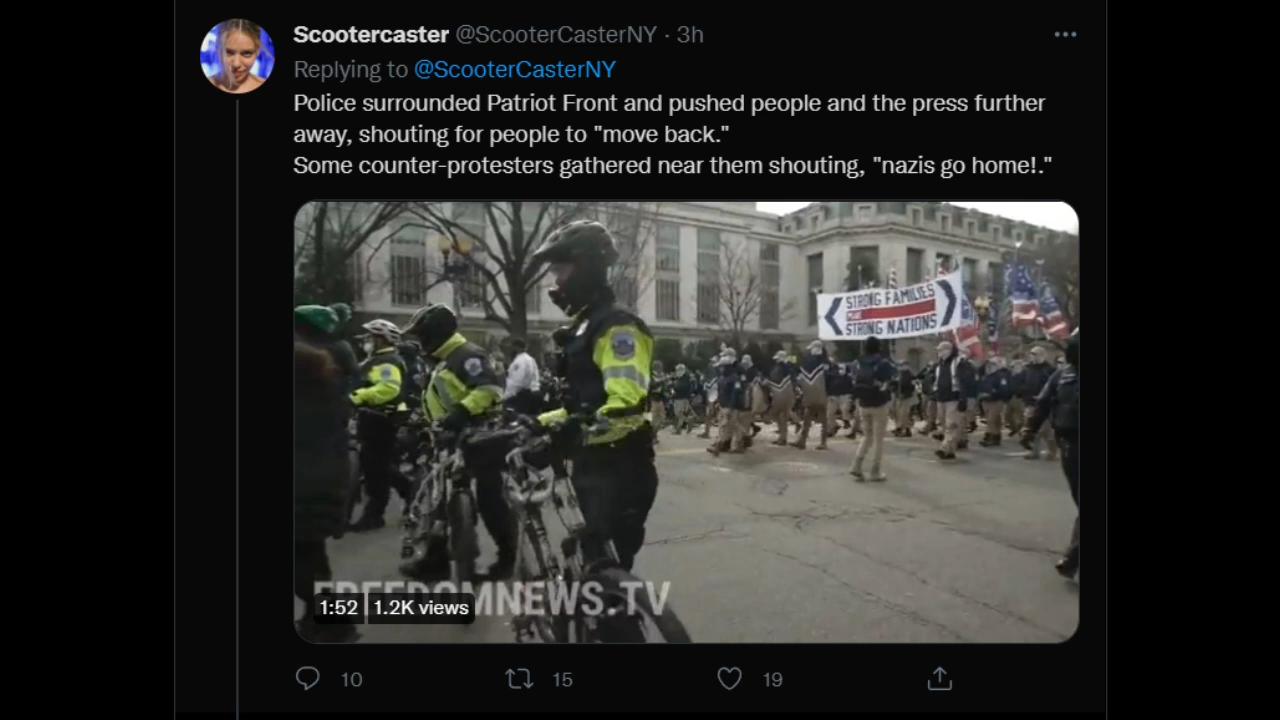 Scootercaster @ScooterCasterNY · 3h
Replying to @ScooterCasterNY
Police surrounded Patriot Front and pushed people and the press further
away, shouting for people to "move back."
Some counter-protesters gathered near them shouting, "nazis go home!."
STRONG FAMILIES
MAKE
STRONG NATIONS
FREEDOMNEWS.TV
1:52 1.2K views
10 15 19